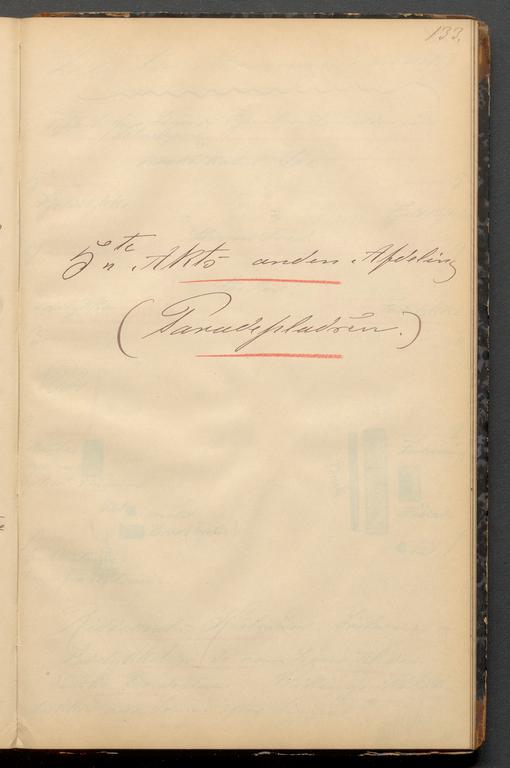 133.
5te Akts anden Afdeling
(Paradepladsen.)